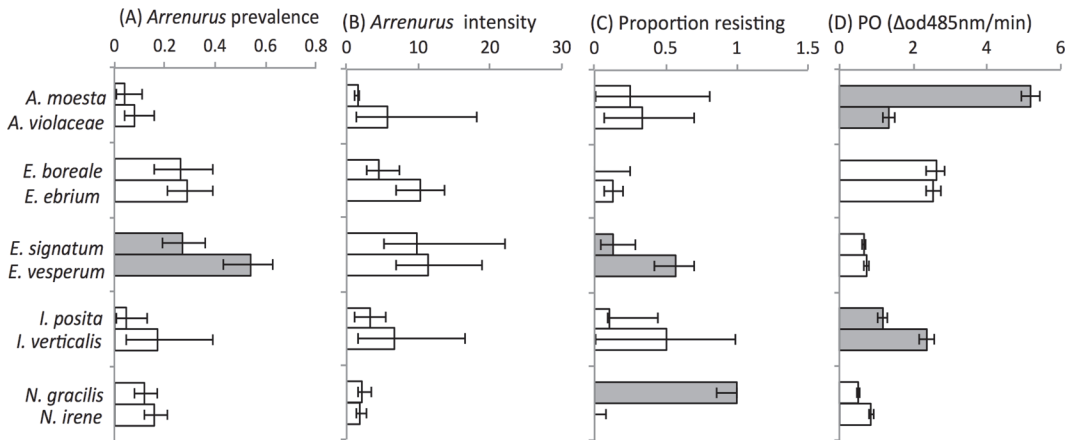 (A) Arrenurus prevalence (B) Arrenurus intensity (C) Proportion resisting (D) PO (Δod485nm/min)
0 0.2 0.4 0.6 0.8 0 10 20 30 0 0.5 1 1.5 0 2 4 6
A. moesta
A. violaceae
E. boreale
E. ebrium
E. signatum
E. vesperum
I. posita
I. verticalis
N. gracilis
N. irene